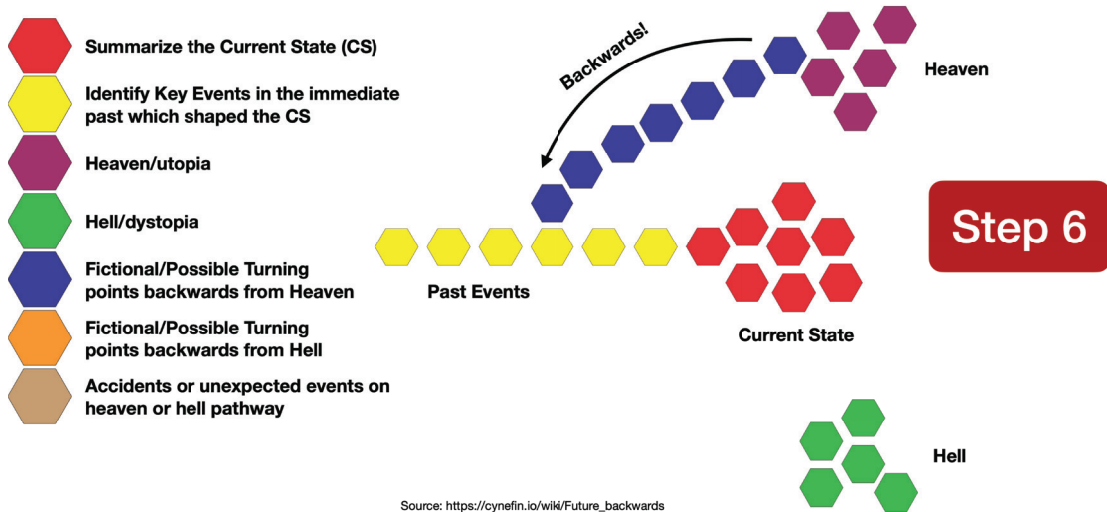 Summarize the Current State (CS)
Identify Key Events in the immediate
past which shaped the CS
Heaven/utopia
Hell/dystopia
Fictional/Possible Turning
points backwards from Heaven
Fictional/Possible Turning
points backwards from Hell
Accidents or unexpected events on
heaven or hell pathway
Backwards!
Heaven
Step 6
Past Events
Current State
Hell
Source: https://cynefin.io/wiki/Future_backwards